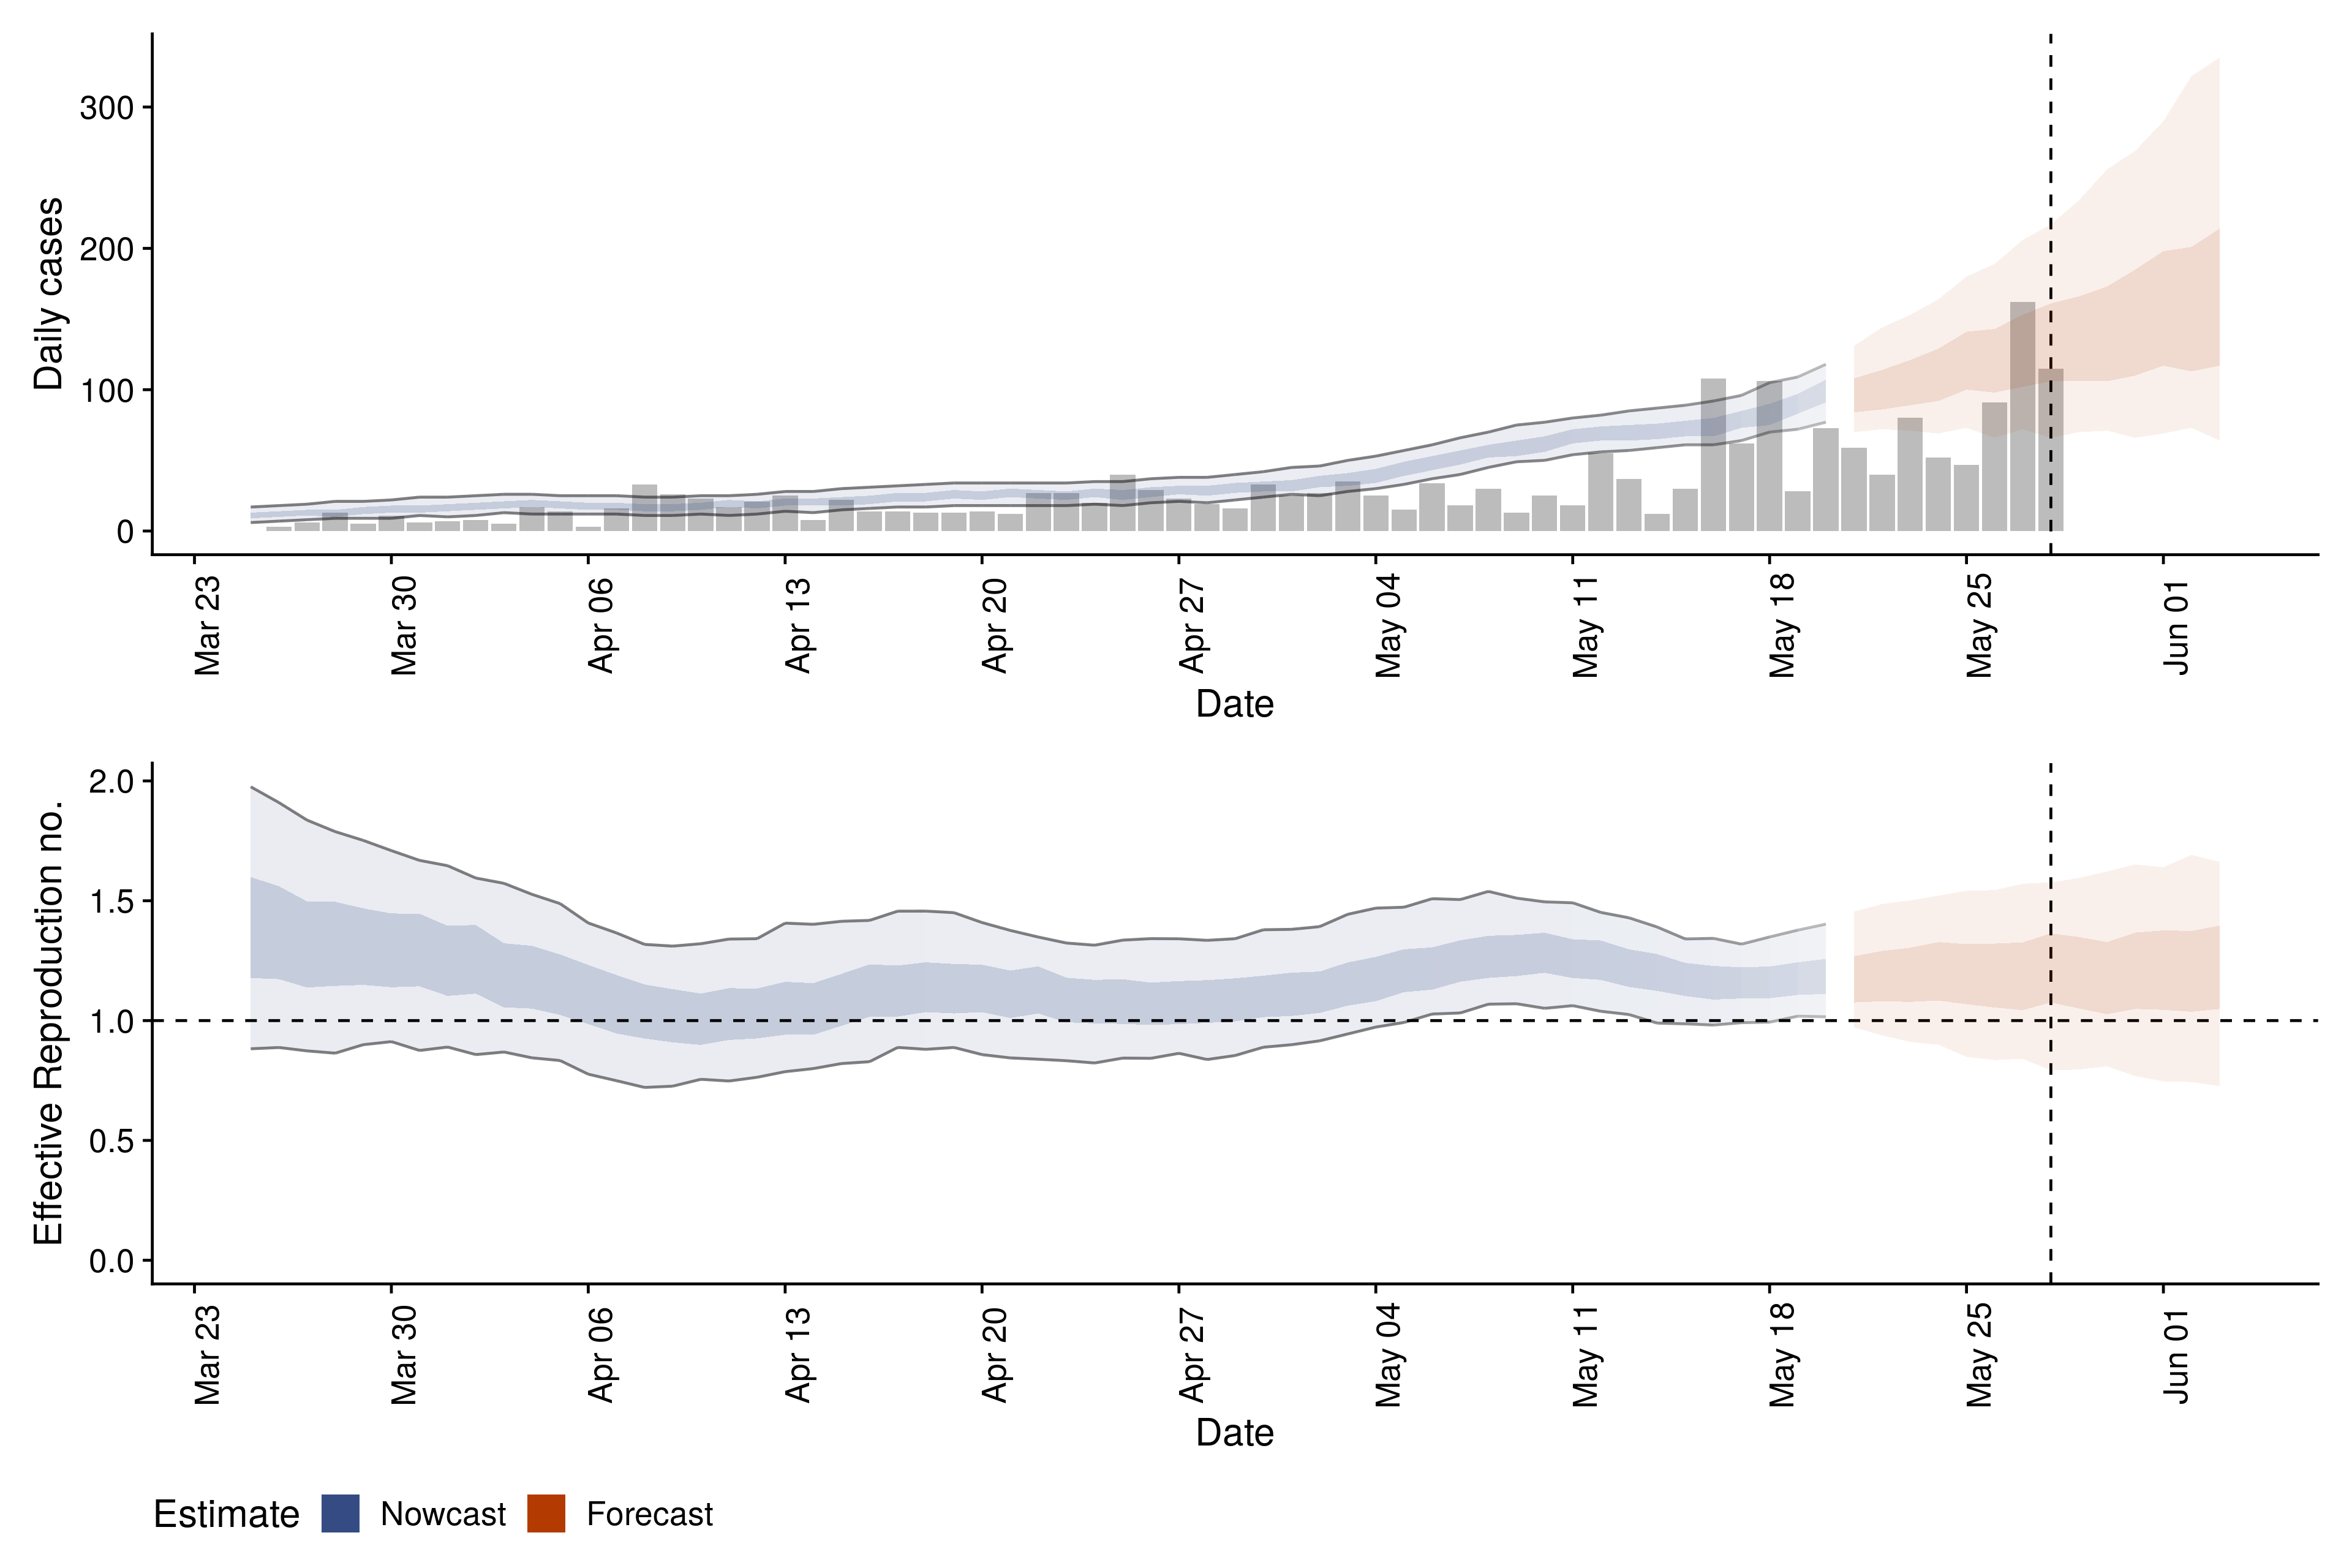 Daily cases
300
200
100
0
Mar 23
Mar 30
Apr 06
Apr 13
Apr 20
Apr 27
May 04
May 11
May 18
May 25
Jun 01
Date
Effective Reproduction no.
2.0
1.5
1.0
0.5
0.0
Mar 23
Mar 30
Apr 06
Apr 13
Apr 20
Apr 27
May 04
May 11
May 18
May 25
Jun 01
Date
Estimate Nowcast Forecast